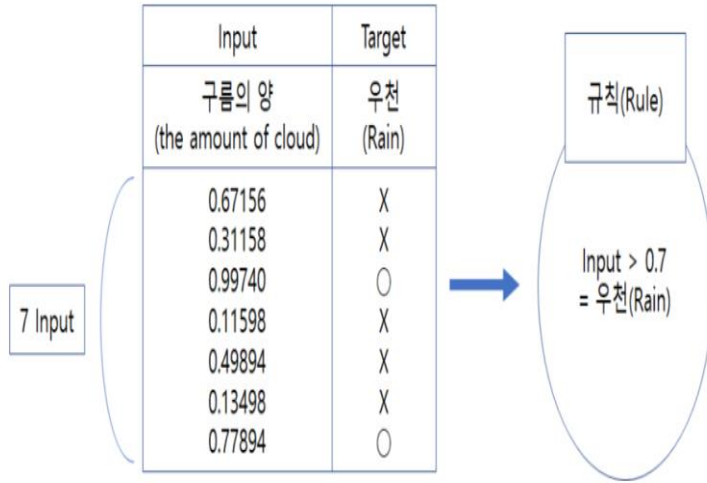 Input Target
구름의 양 우천
(the amount of cloud) (Rain)
0.67156 X
0.31158 X
0.99740 ○
0.11598 X
0.49894 X
0.13498 X
0.77894 ○
7 Input
규칙(Rule)
Input > 0.7
= 우천(Rain)